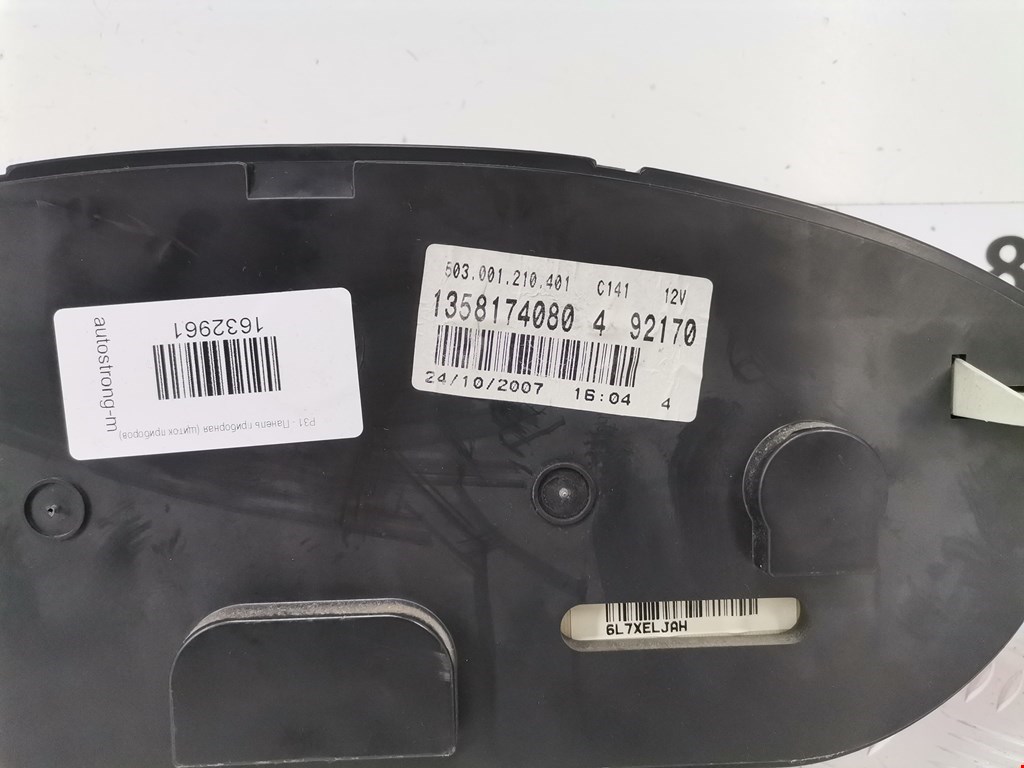 503.001.210.401 C141 12V
1358174080 4 92170
24/10/2007 16:04 4
1632961
autostrong-m
P31 - Панель приборная (щиток приборов)
6L7XELJAH
8